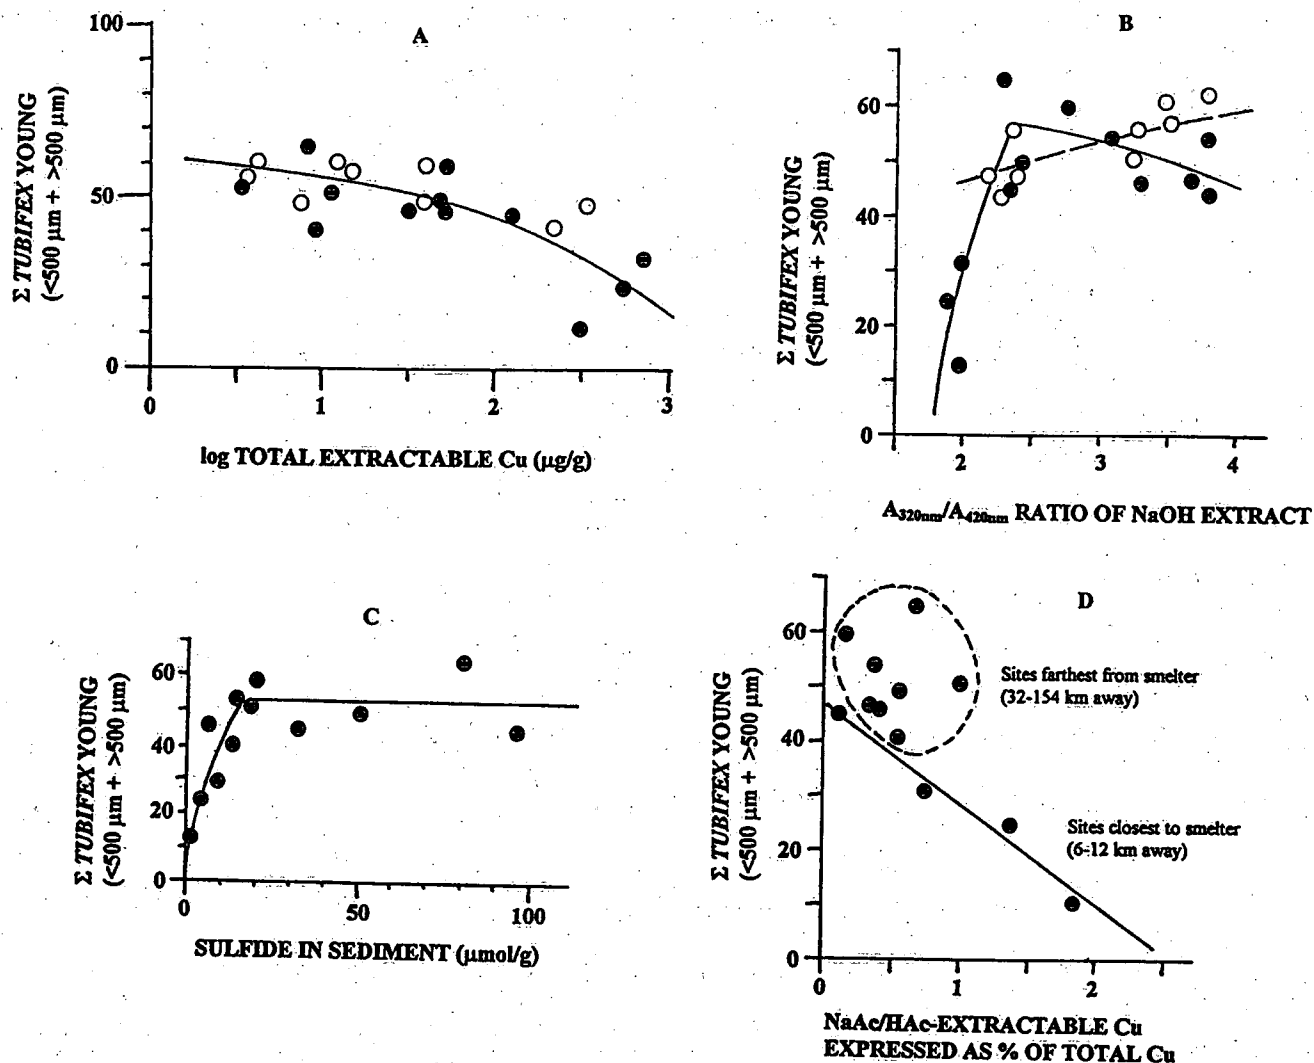 A
100
50
0
0
1
2
3
Σ TUBIFEX YOUNG
(<500 μm + >500 μm)
log TOTAL EXTRACTABLE Cu (μg/g)
B
60
40
20
0
2
3
4
Σ TUBIFEX YOUNG
(<500 μm + >500 μm)
A320nm/A420nm RATIO OF NaOH EXTRACT
C
60
40
20
0
0
50
100
Σ TUBIFEX YOUNG
(<500 μm + >500 μm)
SULFIDE IN SEDIMENT (μmol/g)
D
60
40
20
0
0
1
2
Σ TUBIFEX YOUNG
(<500 μm + >500 μm)
Sites farthest from smelter
(32-154 km away)
Sites closest to smelter
(6-12 km away)
NaAc/HAc-EXTRACTABLE Cu
EXPRESSED AS % OF TOTAL Cu